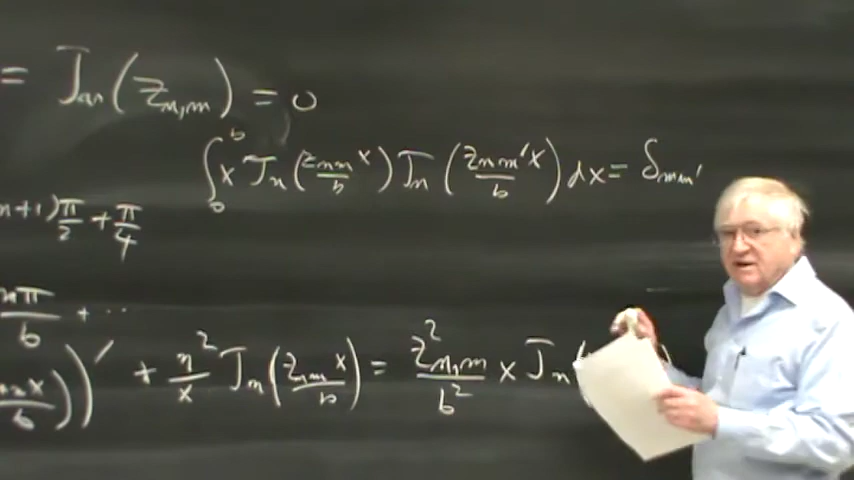 = J_n(z_{n,m}) = 0
∫_0^b x J_n(z_{nm} x / b) J_n(z_{nm'} x / b) dx = δ_{mm'}
n+1) π/2 + π/4
nπ/b + ...
x/b))' + n²/x J_n(z_{nm} x / b) = z²_{n,m}/b² x J_n(